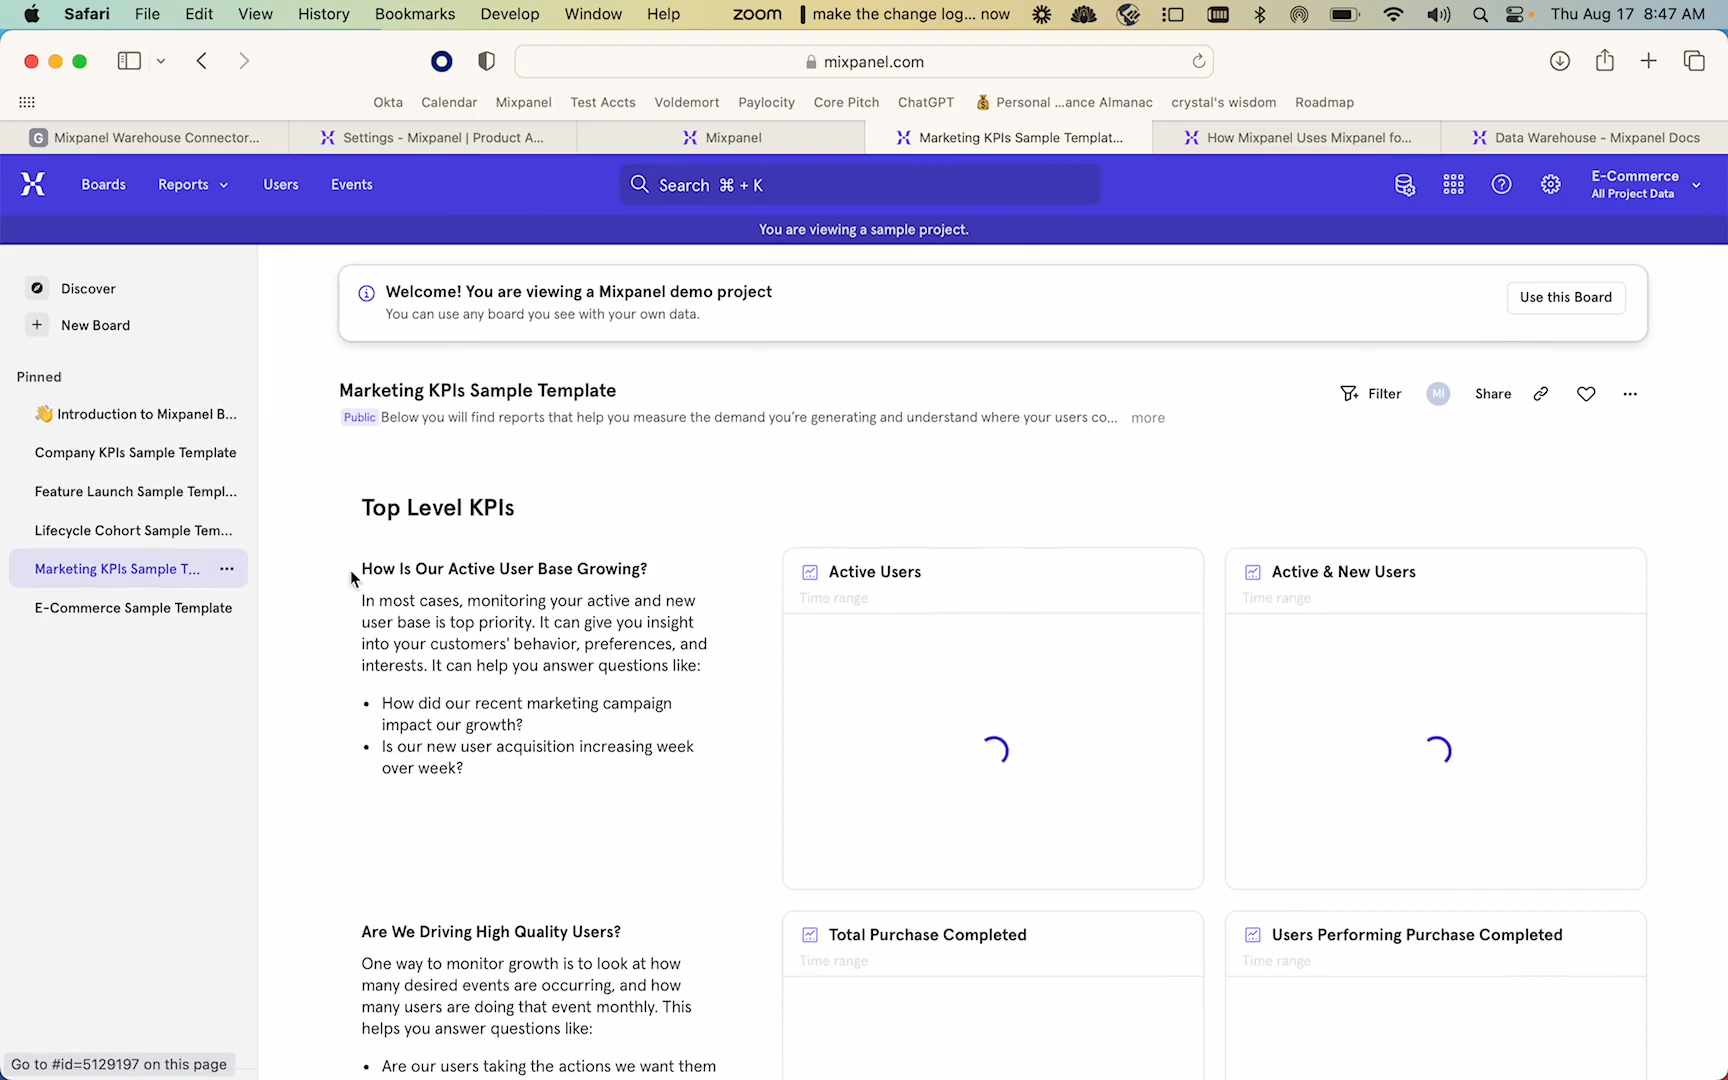 Safari File Edit View History Bookmarks Develop Window Help zoom make the change log... now Thu Aug 17 8:47 AM
mixpanel.com
Okta Calendar Mixpanel Test Accts Voldemort Paylocity Core Pitch ChatGPT Personal ...ance Almanac crystal's wisdom Roadmap
G Mixpanel Warehouse Connector... Settings - Mixpanel | Product A... Mixpanel Marketing KPIs Sample Templat... How Mixpanel Uses Mixpanel fo... Data Warehouse - Mixpanel Docs
Boards Reports Users Events Search ⌘ + K E-Commerce
All Project Data
You are viewing a sample project.
Discover
New Board
Pinned
👋 Introduction to Mixpanel B...
Company KPIs Sample Template
Feature Launch Sample Templ...
Lifecycle Cohort Sample Tem...
Marketing KPIs Sample T... ...
E-Commerce Sample Template
Welcome! You are viewing a Mixpanel demo project
You can use any board you see with your own data.
Use this Board
Marketing KPIs Sample Template
Filter MI Share
Public Below you will find reports that help you measure the demand you're generating and understand where your users co... more
Top Level KPIs
How Is Our Active User Base Growing?
In most cases, monitoring your active and new
user base is top priority. It can give you insight
into your customers' behavior, preferences, and
interests. It can help you answer questions like:
• How did our recent marketing campaign
impact our growth?
• Is our new user acquisition increasing week
over week?
Active Users
Time range
Active & New Users
Time range
Are We Driving High Quality Users?
One way to monitor growth is to look at how
many desired events are occurring, and how
many users are doing that event monthly. This
helps you answer questions like:
• Are our users taking the actions we want them
Total Purchase Completed
Time range
Users Performing Purchase Completed
Time range
Go to #id=5129197 on this page